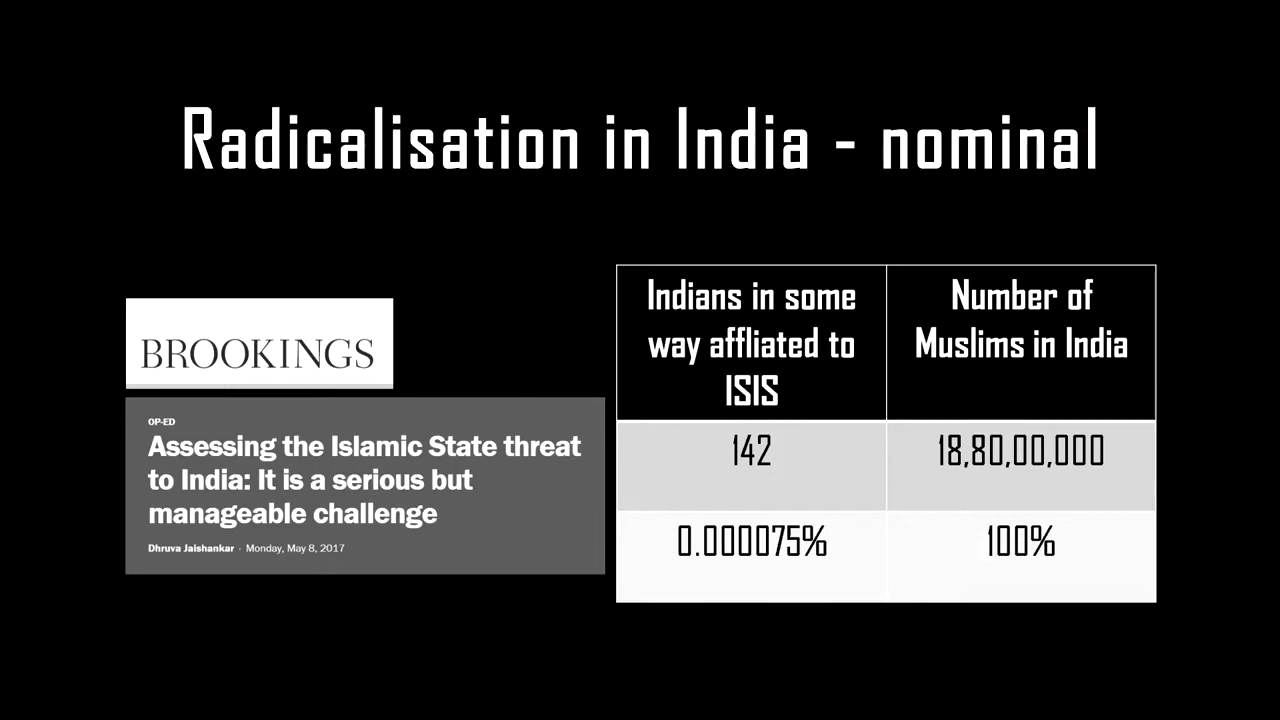 Radicalisation in India - nominal
BROOKINGS
OP-ED
Assessing the Islamic State threat
to India: It is a serious but
manageable challenge
Dhruva Jaishankar · Monday, May 8, 2017
Indians in some
way affliated to
ISIS
Number of
Muslims in India
142
18,80,00,000
0.000075%
100%